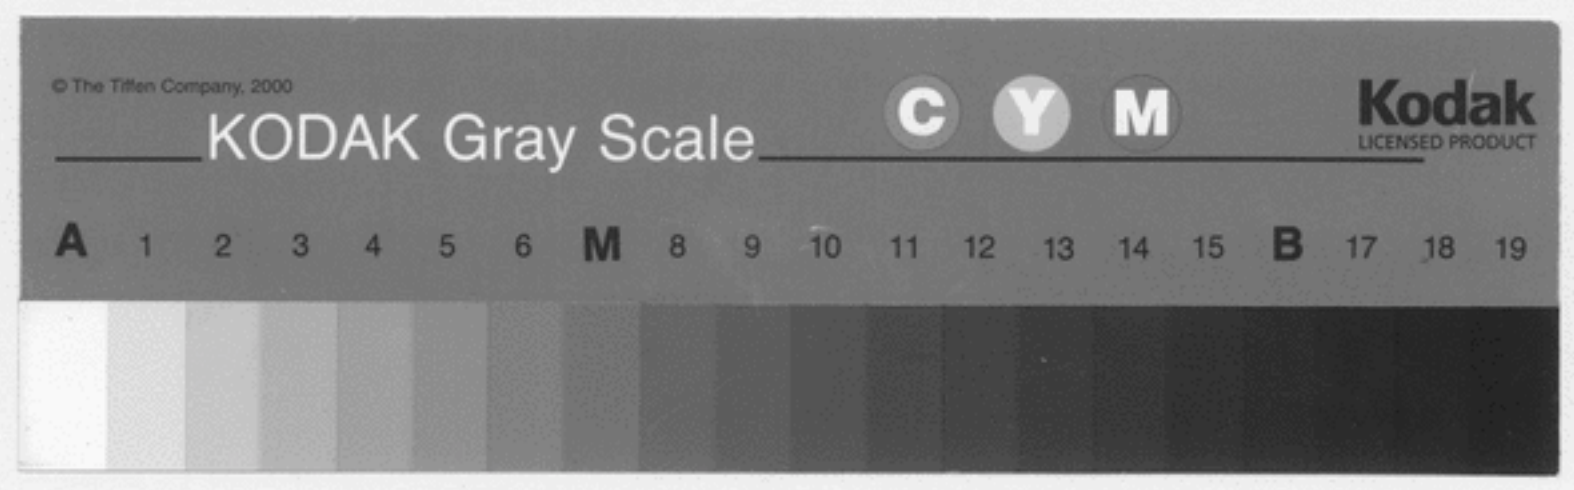 © The Tiffen Company, 2000
KODAK Gray Scale
C Y M
Kodak
LICENSED PRODUCT
A 1 2 3 4 5 6 M 8 9 10 11 12 13 14 15 B 17 18 19